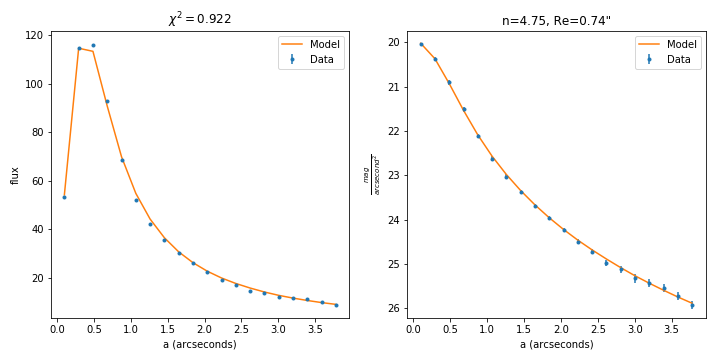 χ² = 0.922
Model
Data
flux
120
100
80
60
40
20
0.0 0.5 1.0 1.5 2.0 2.5 3.0 3.5
a (arcseconds)
n=4.75, Re=0.74"
Model
Data
mag
arcsecond²
20
21
22
23
24
25
26
0.0 0.5 1.0 1.5 2.0 2.5 3.0 3.5
a (arcseconds)